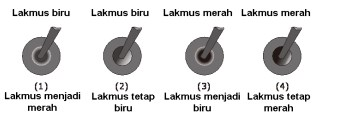 Lakmus biru Lakmus biru Lakmus merah Lakmus merah
(1) (2) (3) (4)
Lakmus menjadi Lakmus tetap Lakmus menjadi Lakmus tetap
merah biru biru merah